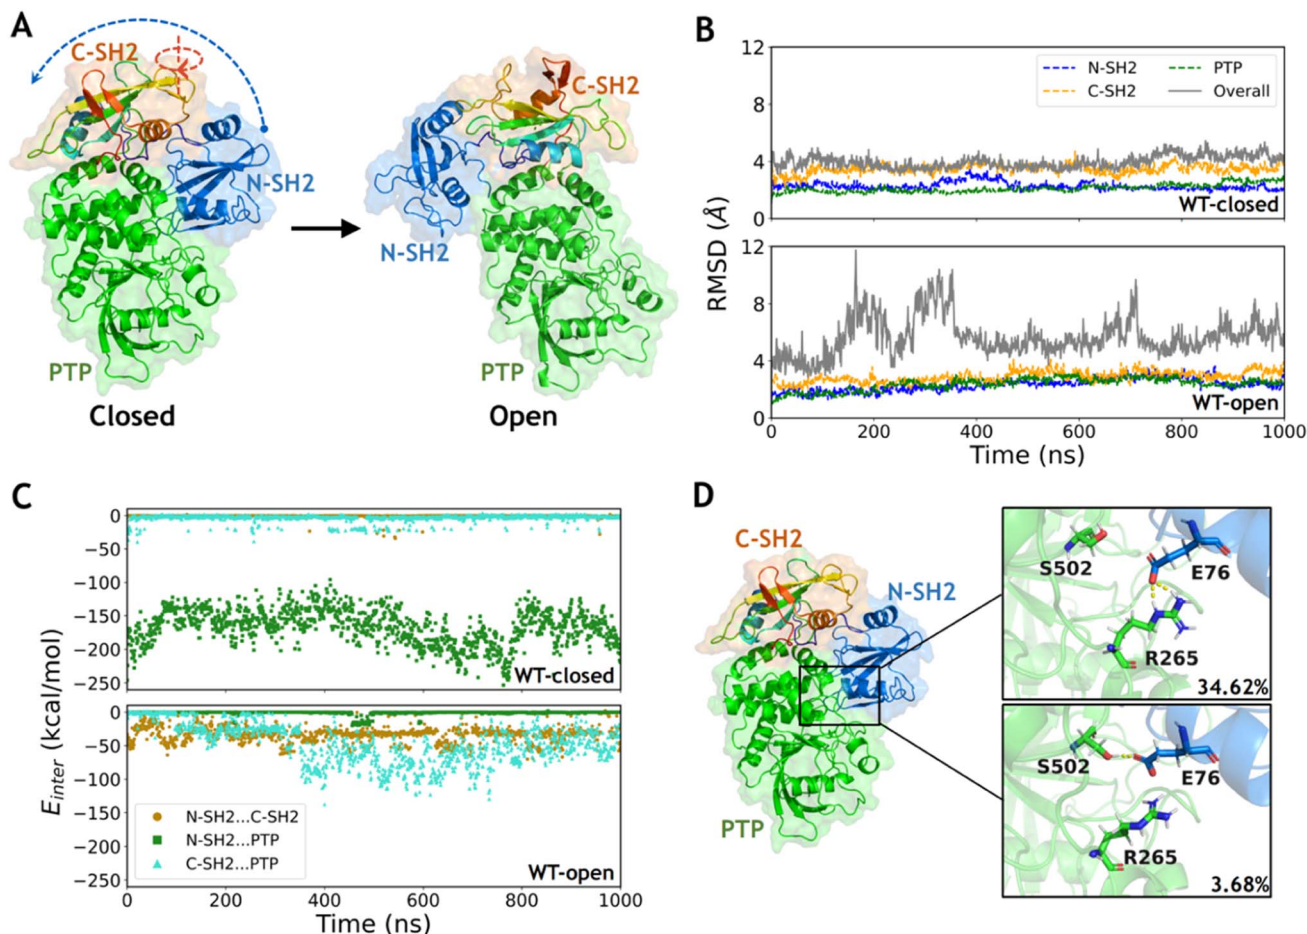 A
C-SH2
N-SH2
PTP
Closed
C-SH2
N-SH2
PTP
Open
B
12
8
4
0
N-SH2
PTP
C-SH2
Overall
WT-closed
RMSD (Å)
12
8
4
0
WT-open
0 200 400 600 800 1000
Time (ns)
C
0
−50
−100
−150
−200
−250
WT-closed
E_inter (kcal/mol)
0
−50
−100
−150
−200
−250
N-SH2...C-SH2
N-SH2...PTP
C-SH2...PTP
WT-open
0 200 400 600 800 1000
Time (ns)
D
C-SH2
N-SH2
PTP
S502
E76
R265
34.62%
S502
E76
R265
3.68%